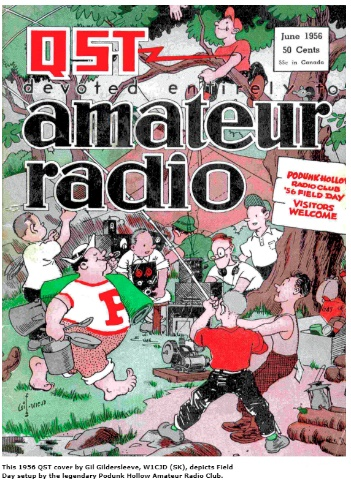 QST
June 1956
50 Cents
55c in Canada
devoted entirely to
amateur
radio
PODUNK HOLLOW
RADIO CLUB
'56 FIELD DAY
VISITORS
WELCOME
P
This 1956 QST cover by Gil Gildersleeve, W1CJD (SK), depicts Field
Day setup by the legendary Podunk Hollow Amateur Radio Club.